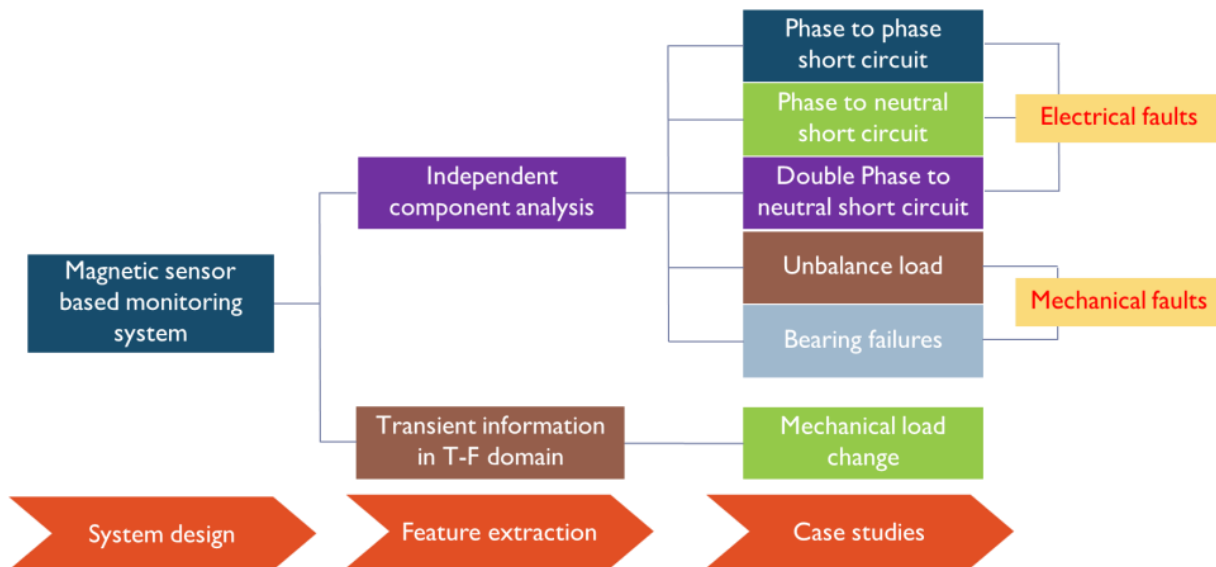 Phase to phase
short circuit
Phase to neutral
short circuit
Electrical faults
Independent
component analysis
Double Phase to
neutral short circuit
Magnetic sensor
based monitoring
system
Unbalance load
Mechanical faults
Bearing failures
Transient information
in T-F domain
Mechanical load
change
System design
Feature extraction
Case studies